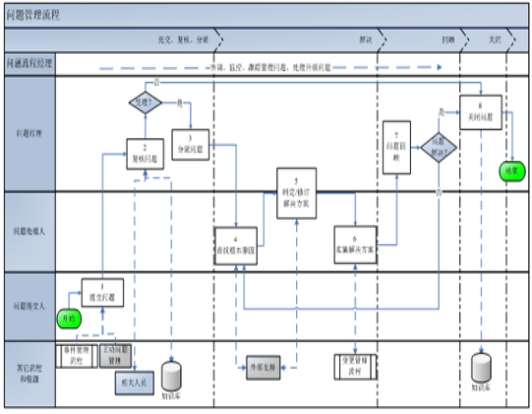 问题管理流程
提交，复核，分派
解决
回顾
关闭
问题流程经理
协调，监控，跟踪管理问题，处理升级问题
问题经理
否
受理？
是
2
复核问题
3
分派问题
7
问题回顾
是
问题
解决？
8
关闭问题
结束
否
问题处理人
4
查找根本原因
5
制定/修订
解决方案
6
实施解决方案
问题提交人
1
提交问题
开始
其它流程
和资源
事件管理
流程
主动问题
管理
相关人员
知识库
外部支持
变更管理
流程
知识库